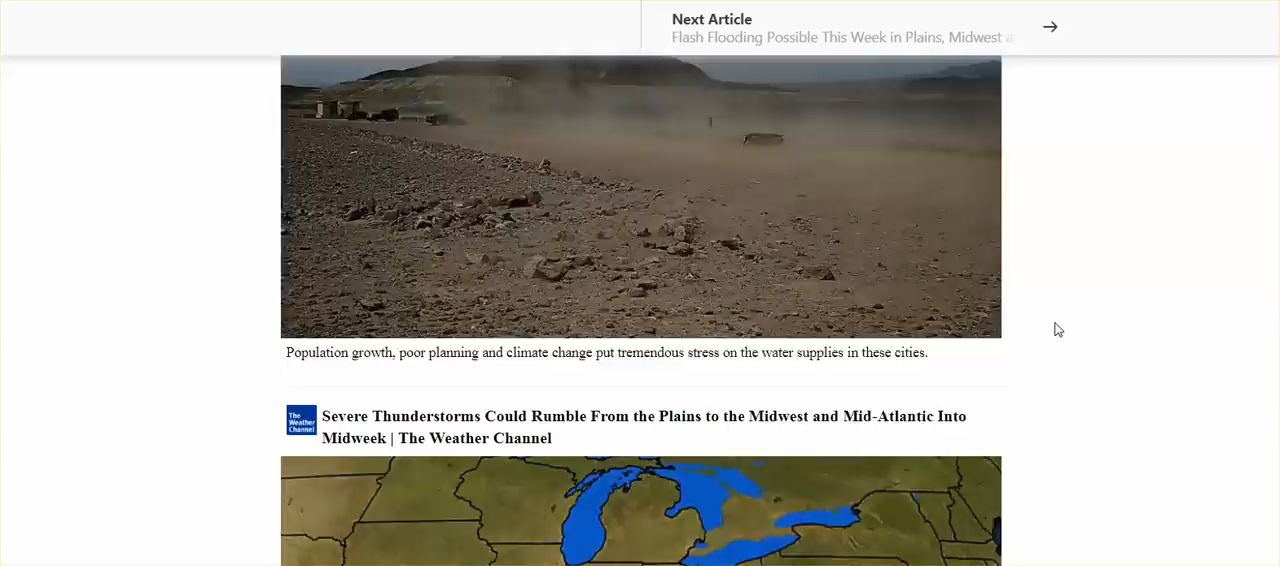 Next Article
Flash Flooding Possible This Week in Plains, Midwest a
Population growth, poor planning and climate change put tremendous stress on the water supplies in these cities.
The
Weather
Channel
Severe Thunderstorms Could Rumble From the Plains to the Midwest and Mid-Atlantic Into
Midweek | The Weather Channel